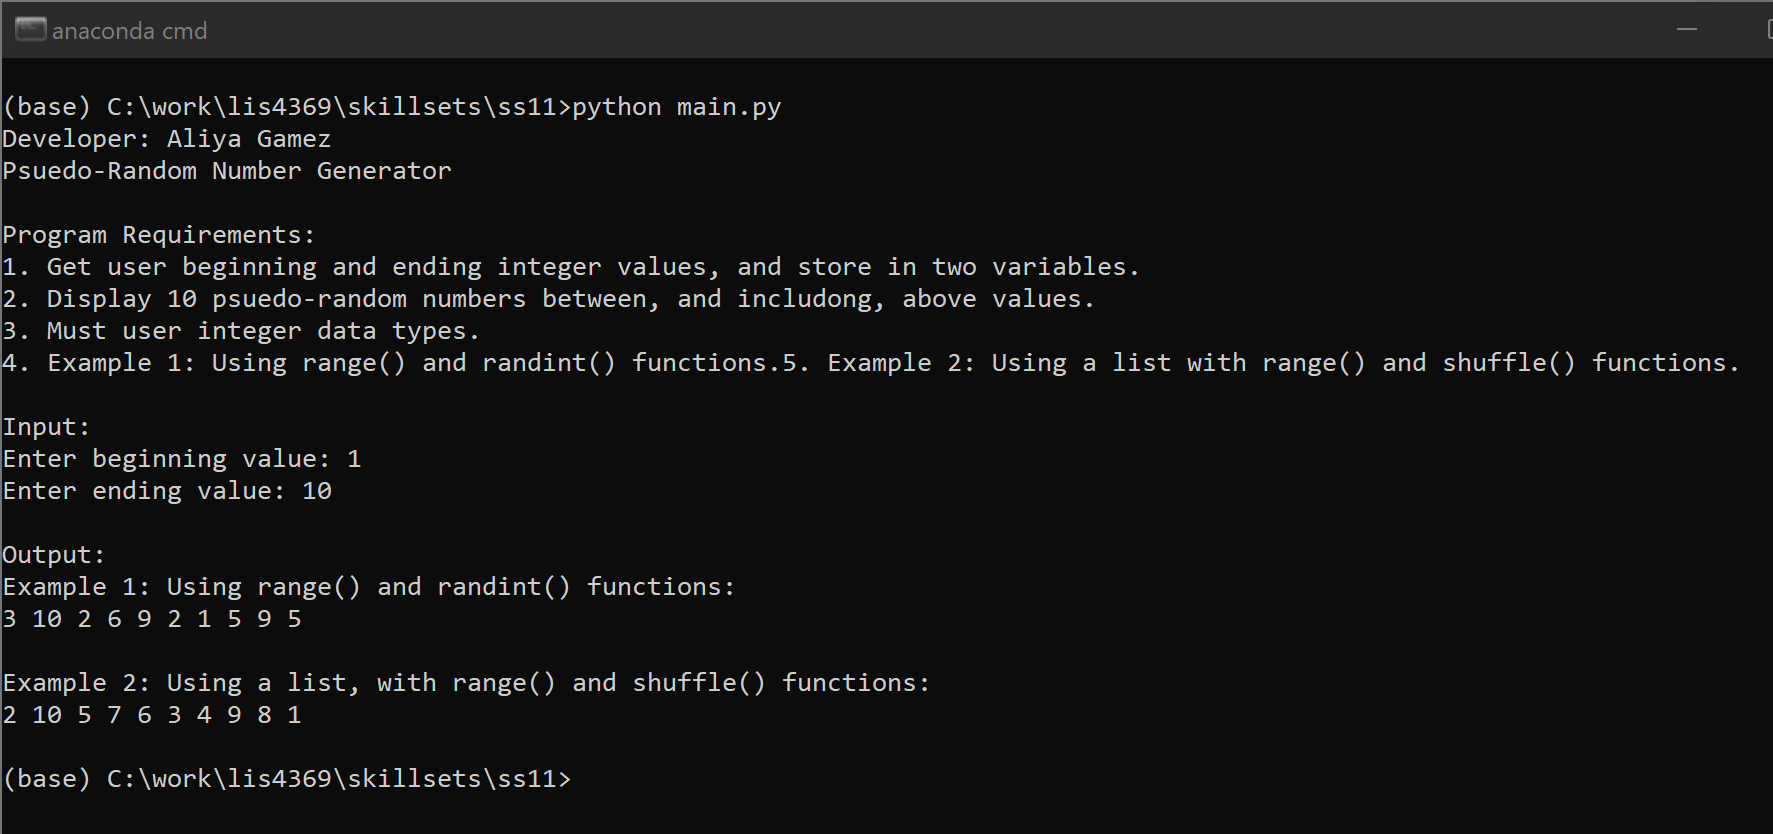 anaconda cmd
(base) C:\work\lis4369\skillsets\ss11>python main.py
Developer: Aliya Gamez
Psuedo-Random Number Generator
Program Requirements:
1. Get user beginning and ending integer values, and store in two variables.
2. Display 10 psuedo-random numbers between, and includong, above values.
3. Must user integer data types.
4. Example 1: Using range() and randint() functions.5. Example 2: Using a list with range() and shuffle() functions.
Input:
Enter beginning value: 1
Enter ending value: 10
Output:
Example 1: Using range() and randint() functions:
3 10 2 6 9 2 1 5 9 5
Example 2: Using a list, with range() and shuffle() functions:
2 10 5 7 6 3 4 9 8 1
(base) C:\work\lis4369\skillsets\ss11>